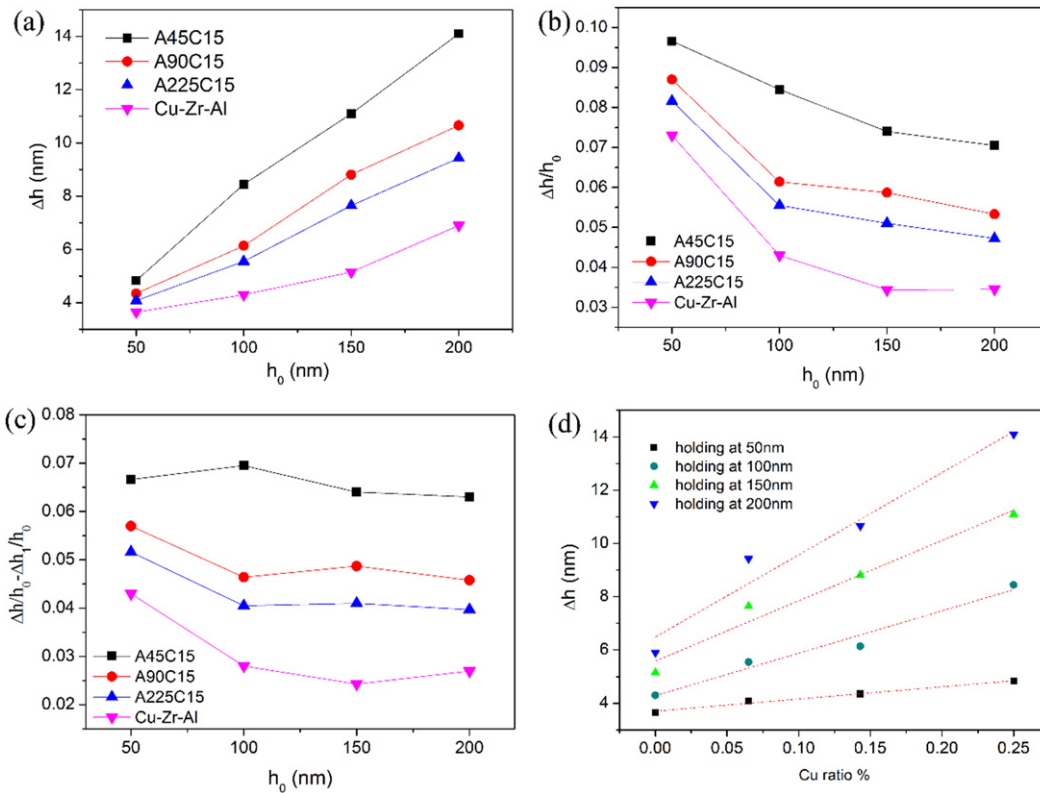 (a)
A45C15
A90C15
A225C15
Cu-Zr-Al
14
12
10
8
6
4
Δh (nm)
50 100 150 200
h₀ (nm)
(b)
0.10
0.09
0.08
0.07
0.06
0.05
0.04
0.03
Δh/h₀
A45C15
A90C15
A225C15
Cu-Zr-Al
50 100 150 200
h₀ (nm)
(c)
0.08
0.07
0.06
0.05
0.04
0.03
0.02
Δh/h₀-Δh₁/h₀
A45C15
A90C15
A225C15
Cu-Zr-Al
50 100 150 200
h₀ (nm)
(d)
holding at 50nm
holding at 100nm
holding at 150nm
holding at 200nm
14
12
10
8
6
4
Δh (nm)
0.00 0.05 0.10 0.15 0.20 0.25
Cu ratio %